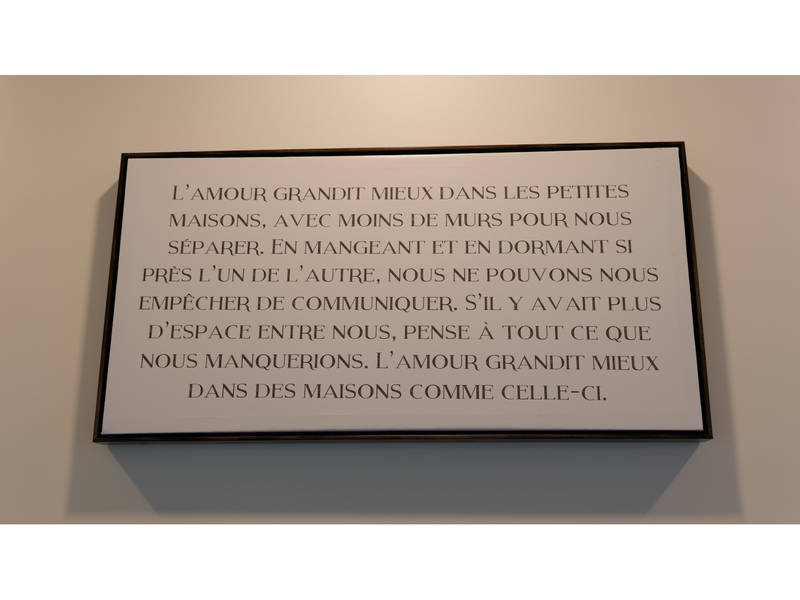 L'AMOUR GRANDIT MIEUX DANS LES PETITES
MAISONS, AVEC MOINS DE MURS POUR NOUS
SÉPARER. EN MANGEANT ET EN DORMANT SI
PRÈS L'UN DE L'AUTRE, NOUS NE POUVONS NOUS
EMPÊCHER DE COMMUNIQUER. S'IL Y AVAIT PLUS
D'ESPACE ENTRE NOUS, PENSE À TOUT CE QUE
NOUS MANQUERIONS. L'AMOUR GRANDIT MIEUX
DANS DES MAISONS COMME CELLE-CI.